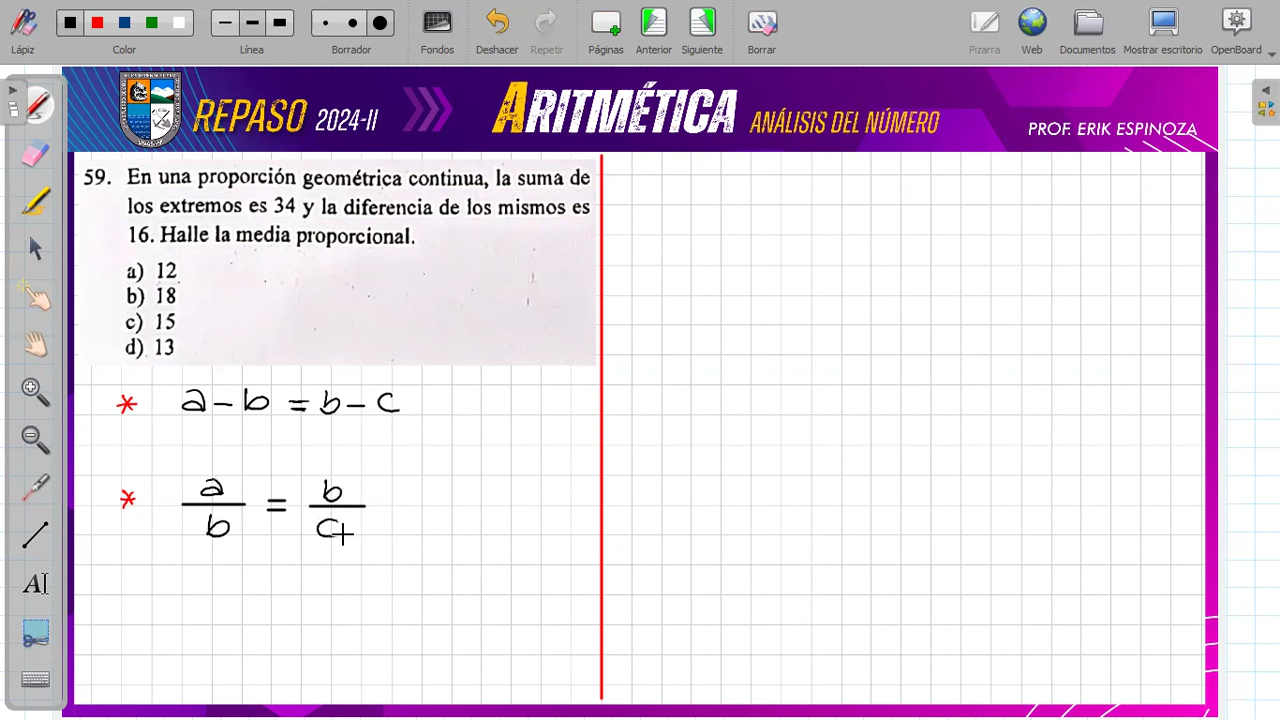 Lápiz
Color
Línea
Borrador
Fondos
Deshacer
Repetir
Páginas
Anterior
Siguiente
Borrar
Pizarra
Web
Documentos
Mostrar escritorio
OpenBoard
REPASO 2024-II
ARITMÉTICA
ANÁLISIS DEL NÚMERO
PROF. ERIK ESPINOZA
59. En una proporción geométrica continua, la suma de
los extremos es 34 y la diferencia de los mismos es
16. Halle la media proporcional.
a) 12
b) 18
c) 15
d) 13
* a - b = b - c
* a/b = b/c